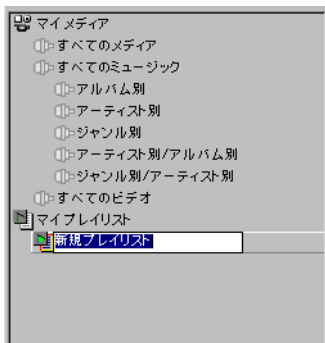 マイメディア
すべてのメディア
すべてのミュージック
アルバム別
アーティスト別
ジャンル別
アーティスト別/アルバム別
ジャンル別/アーティスト別
すべてのビデオ
マイプレイリスト
新規プレイリスト